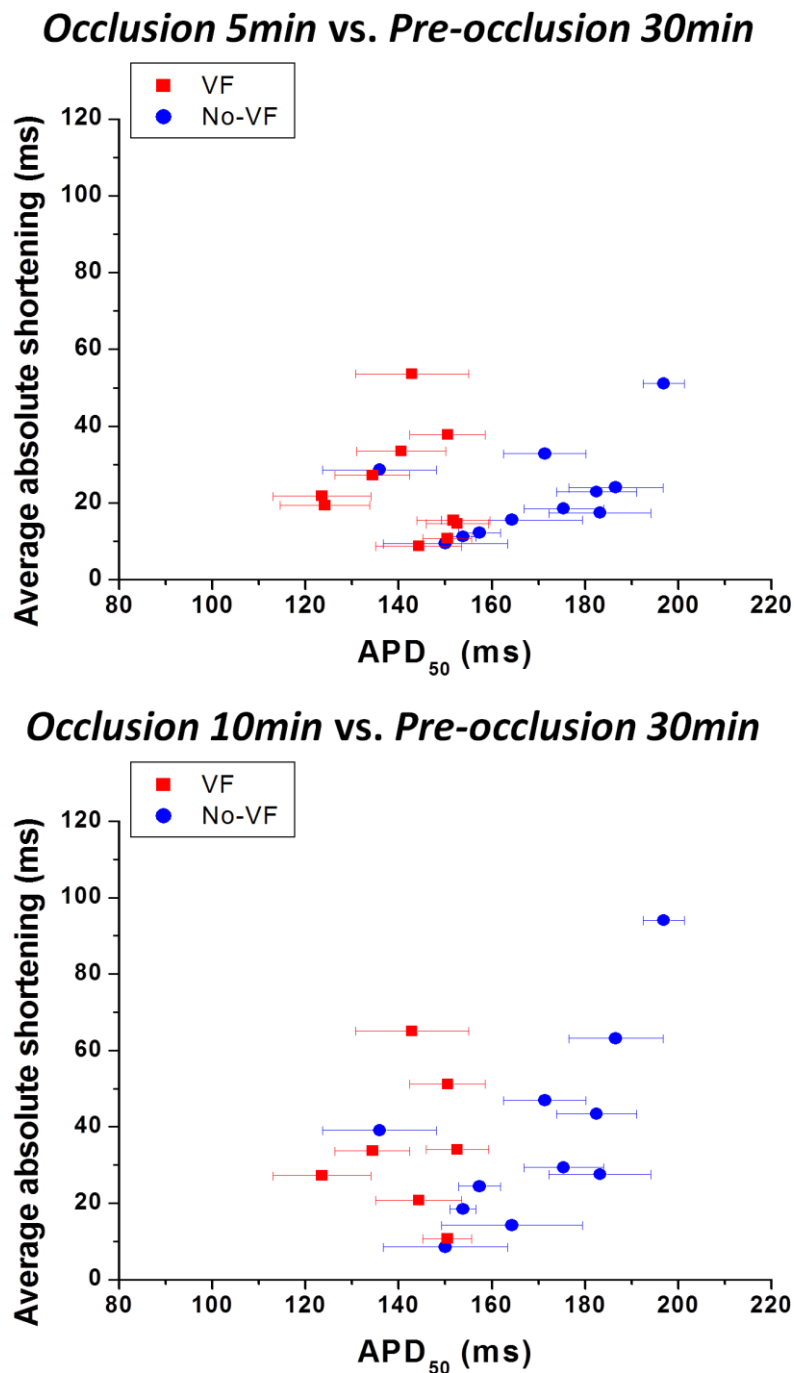 Occlusion 5min vs. Pre-occlusion 30min
VF
No-VF
Average absolute shortening (ms)
120
100
80
60
40
20
0
80 100 120 140 160 180 200 220
APD50 (ms)
Occlusion 10min vs. Pre-occlusion 30min
VF
No-VF
Average absolute shortening (ms)
120
100
80
60
40
20
0
80 100 120 140 160 180 200 220
APD50 (ms)